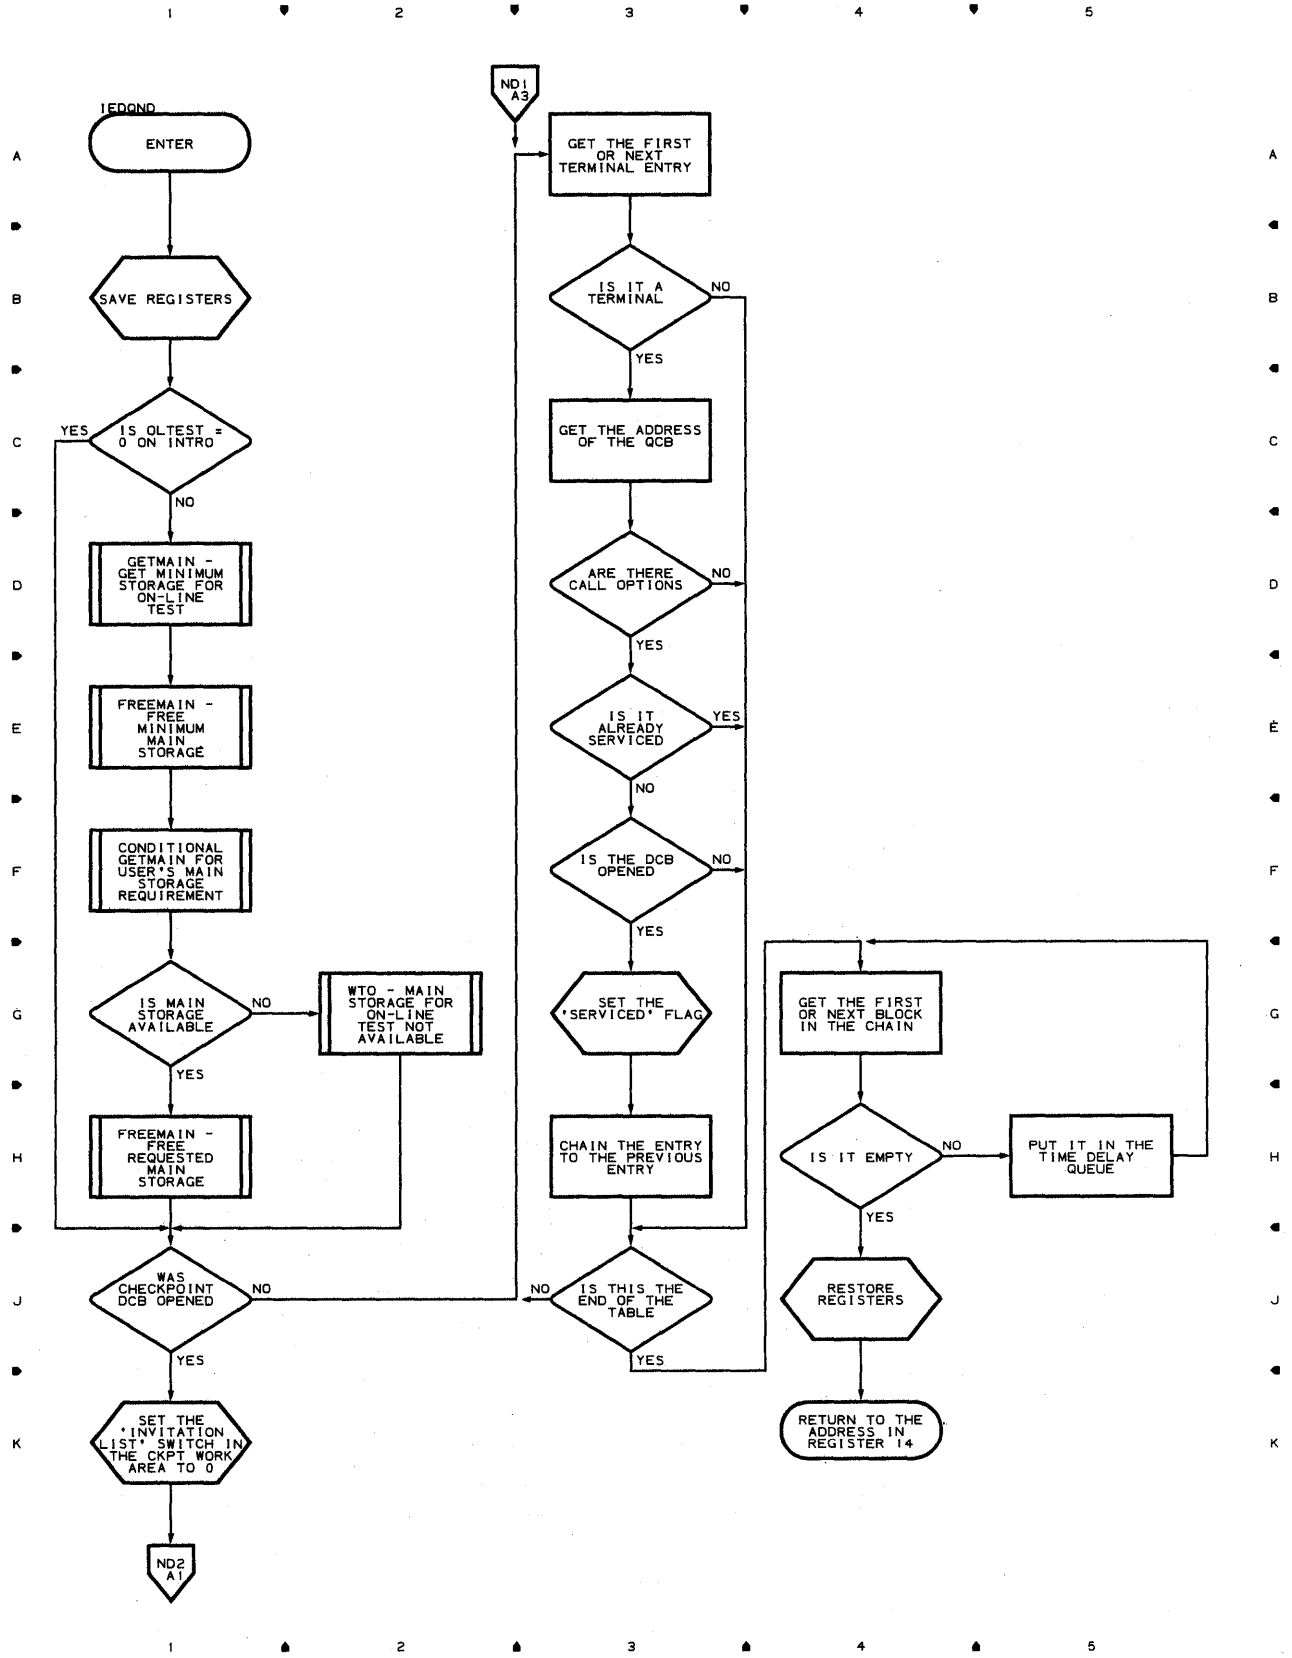 1 2 3 4 5
IEDQND
ENTER
A
SAVE REGISTERS
B
YES
IS OLTEST =
0 ON INTRO
C
NO
GETMAIN -
GET MINIMUM
STORAGE FOR
ON-LINE
TEST
D
FREEMAIN -
FREE
MINIMUM
MAIN
STORAGE
E
CONDITIONAL
GETMAIN FOR
USER'S MAIN
STORAGE
REQUIREMENT
F
IS MAIN
STORAGE
AVAILABLE
G
NO
WTO - MAIN
STORAGE FOR
ON-LINE
TEST NOT
AVAILABLE
YES
FREEMAIN -
FREE
REQUESTED
MAIN
STORAGE
H
WAS
CHECKPOINT
DCB OPENED
J
NO
YES
SET THE
'INVITATION
LIST' SWITCH IN
THE CKPT WORK
AREA TO 0
K
ND2
A1
ND1
A3
GET THE FIRST
OR NEXT
TERMINAL ENTRY
A
IS IT A
TERMINAL
NO
B
YES
GET THE ADDRESS
OF THE QCB
C
ARE THERE
CALL OPTIONS
NO
D
YES
IS IT
ALREADY
SERVICED
YES
E
NO
IS THE DCB
OPENED
NO
F
YES
SET THE
'SERVICED' FLAG
CHAIN THE ENTRY
TO THE PREVIOUS
ENTRY
NO
IS THIS THE
END OF THE
TABLE
YES
GET THE FIRST
OR NEXT BLOCK
IN THE CHAIN
G
IS IT EMPTY
NO
PUT IT IN THE
TIME DELAY
QUEUE
H
YES
RESTORE
REGISTERS
J
RETURN TO THE
ADDRESS IN
REGISTER 14
K
1 2 3 4 5